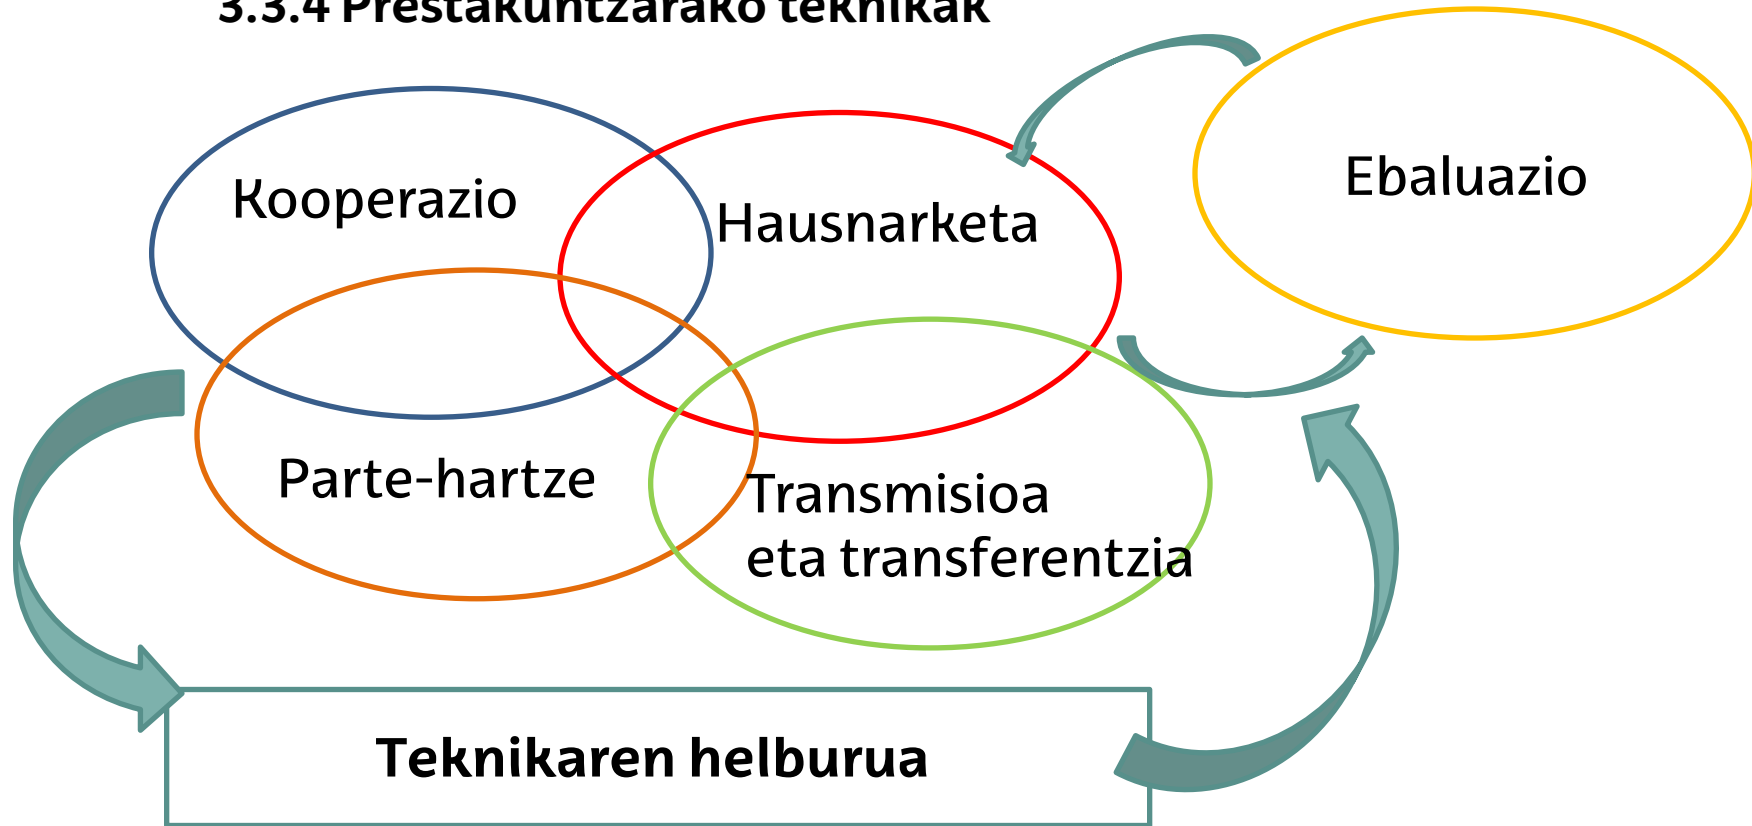 3.3.4 Prestakuntzarako teknikak
Kooperazio
Hausnarketa
Ebaluazio
Parte-hartze
Transmisioa
eta transferentzia
Teknikaren helburua